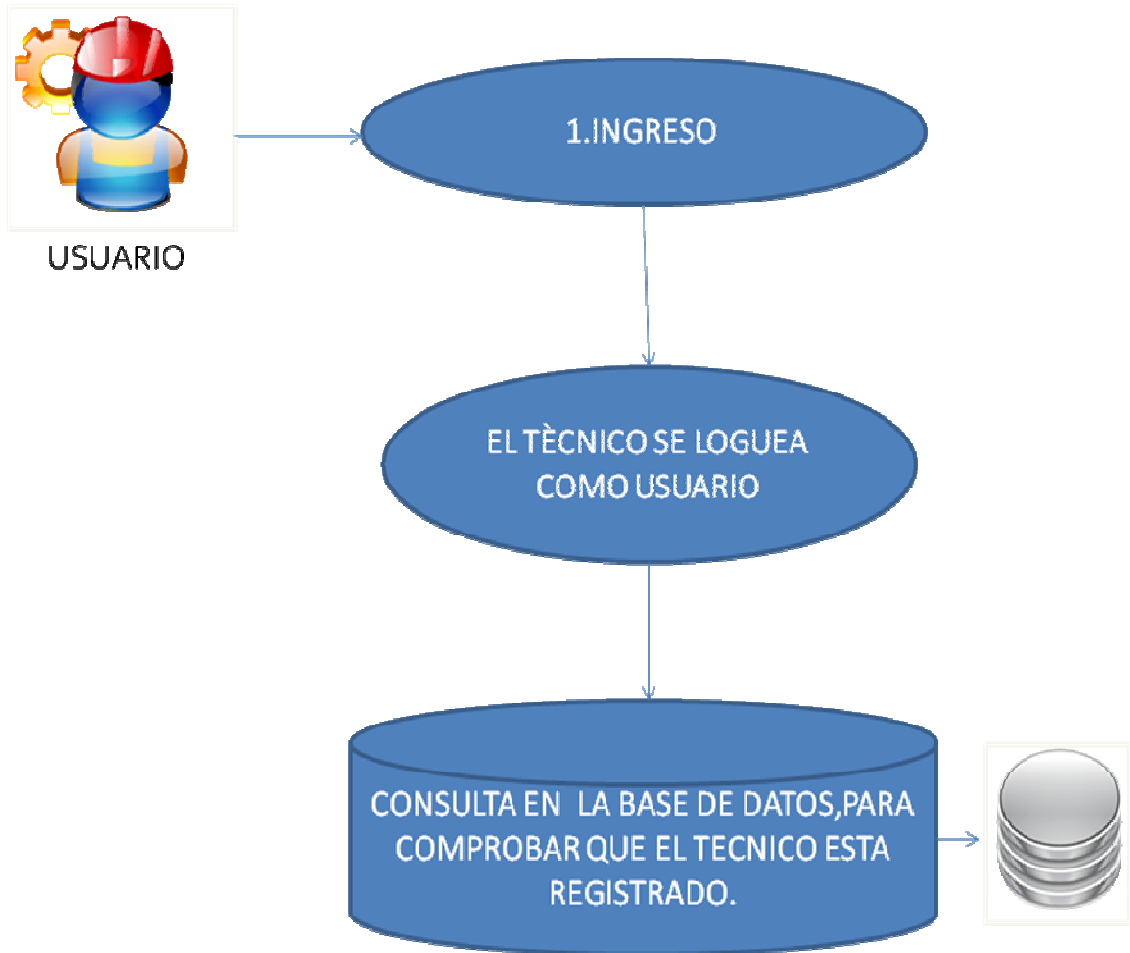 USUARIO
1.INGRESO
EL TÈCNICO SE LOGUEA
COMO USUARIO
CONSULTA EN LA BASE DE DATOS,PARA
COMPROBAR QUE EL TECNICO ESTA
REGISTRADO.